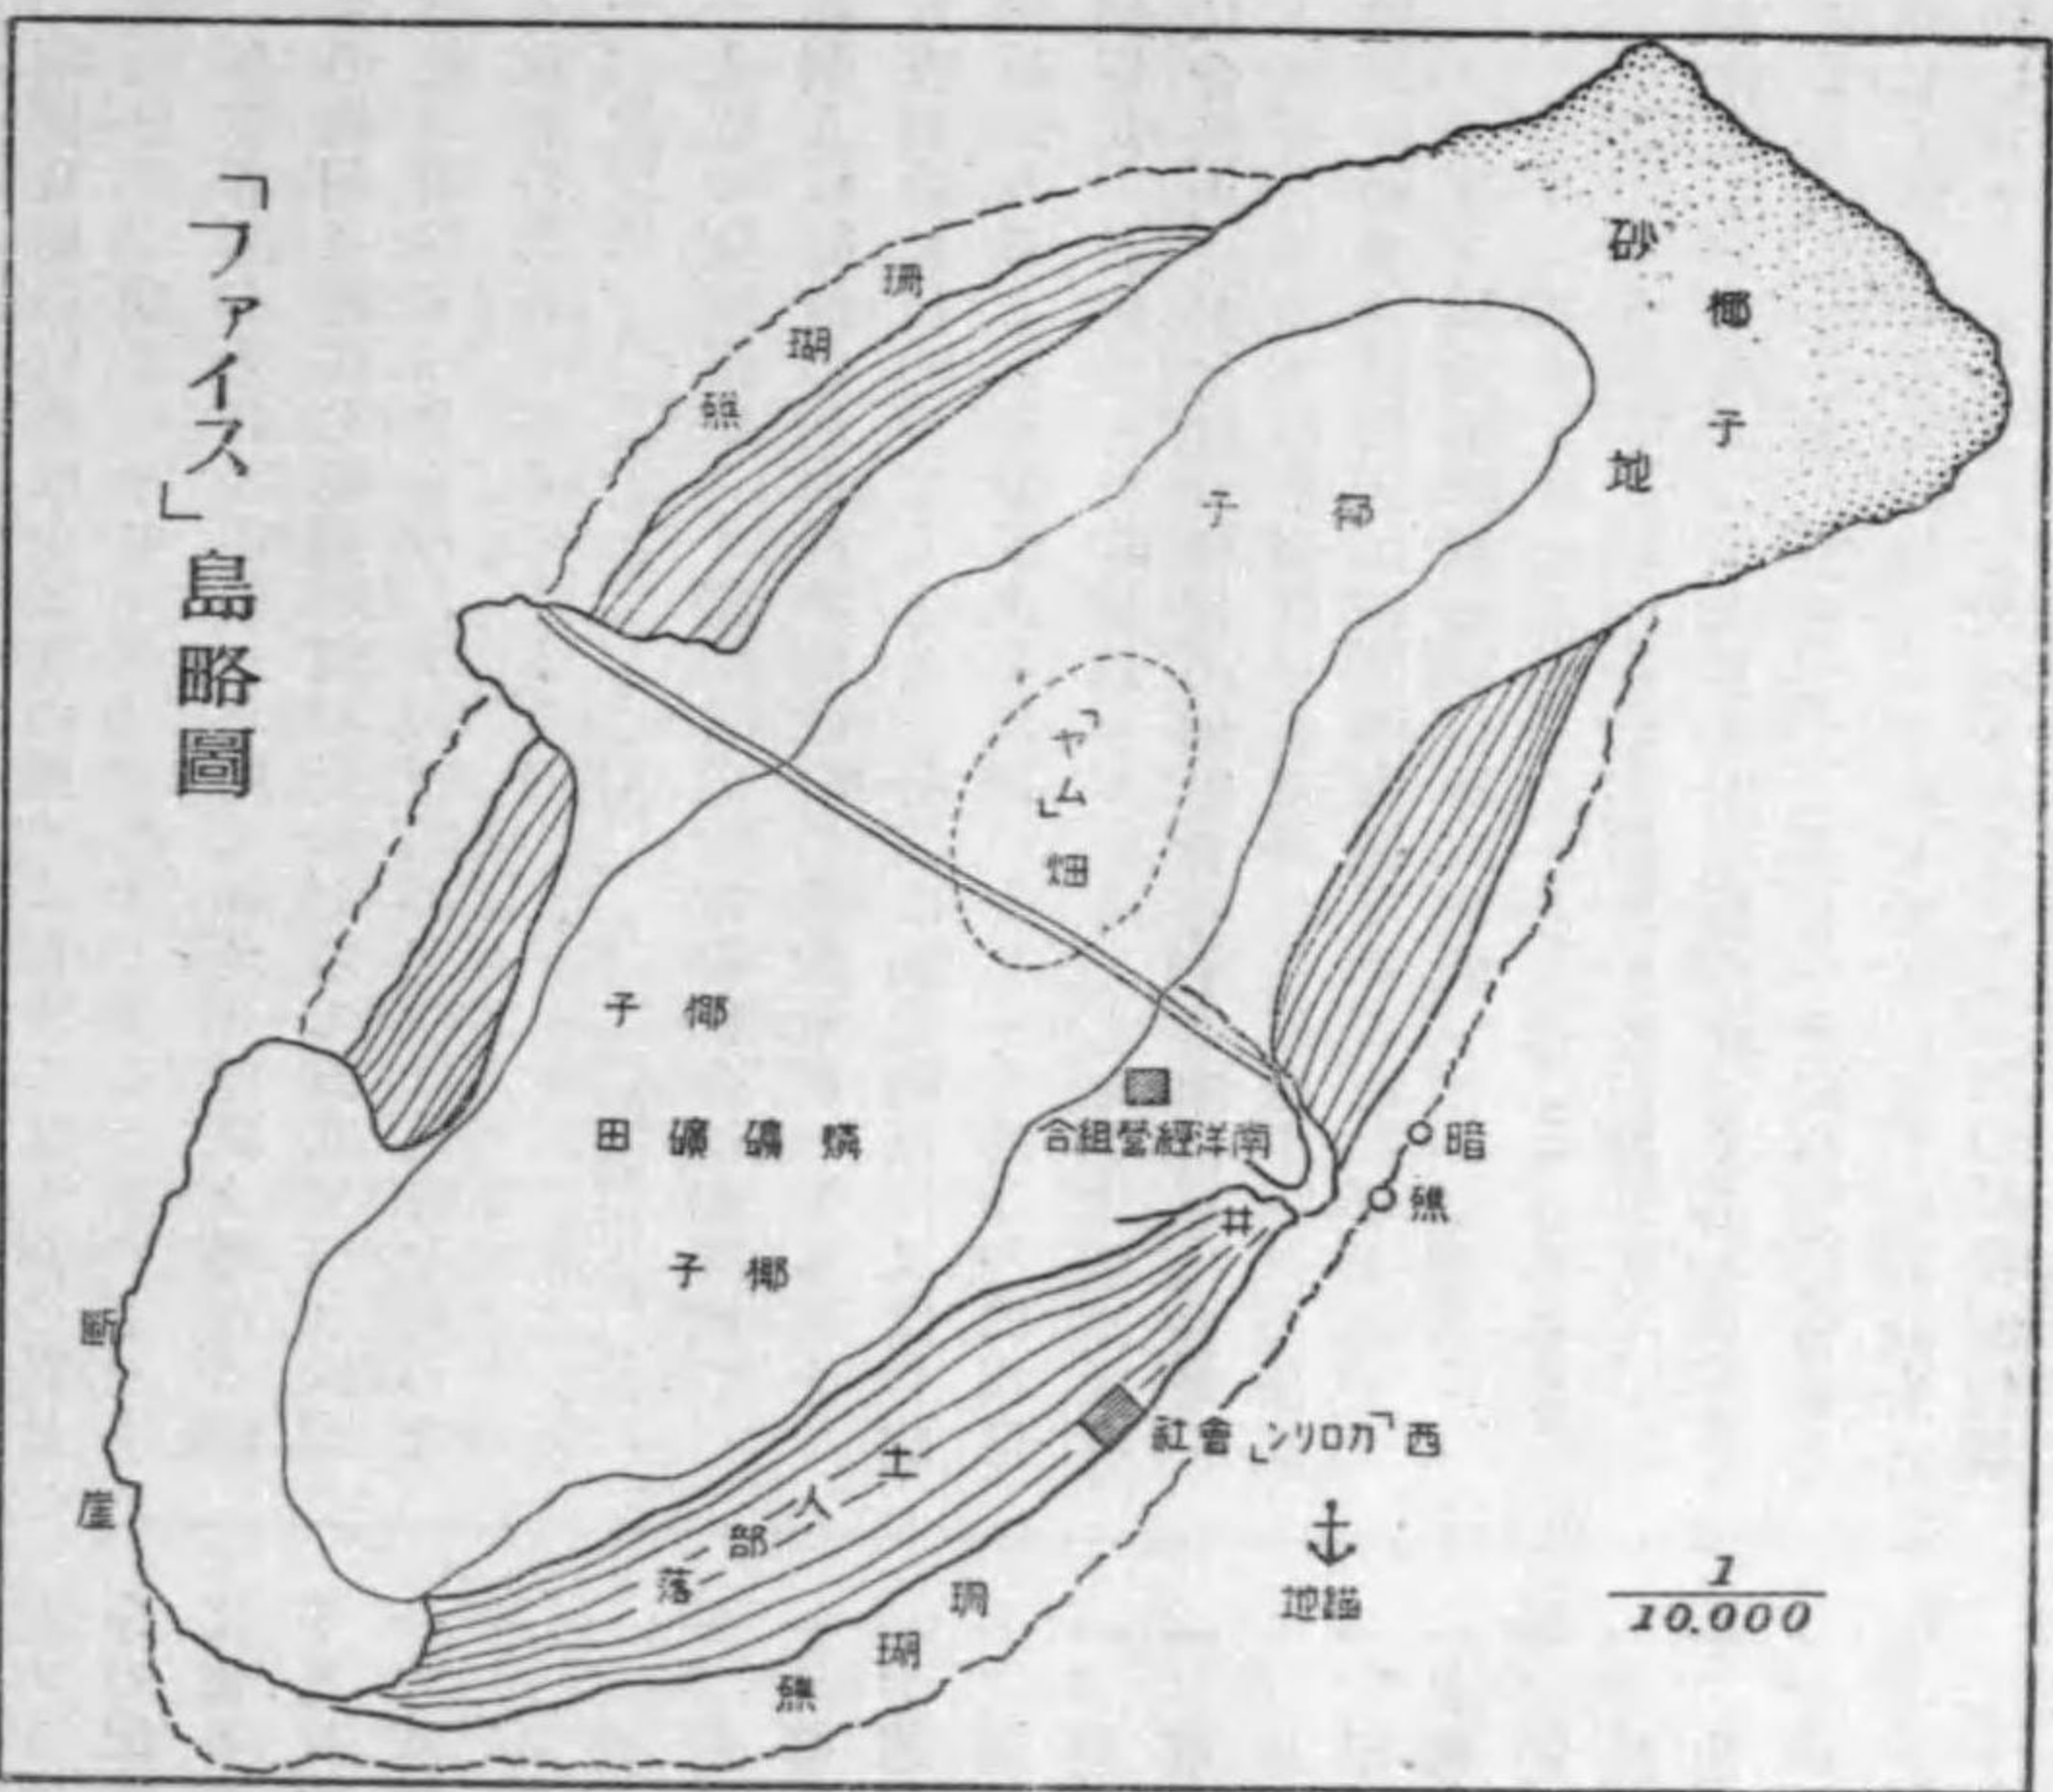 「ファイス」島略圖
珊瑚礁
砂地
椰子
椰子
「ヤム」畑
椰子
燐礦礦田
椰子
南洋經營組合
井
暗礁
西「カロリン」會社
土人部落
珊瑚礁
斷崖
錨地
1
10.000